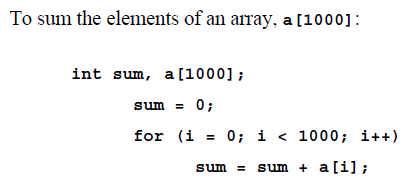 To sum the elements of an array, a[1000]:
int sum, a[1000];
sum = 0;
for (i = 0; i < 1000; i++)
sum = sum + a[i];